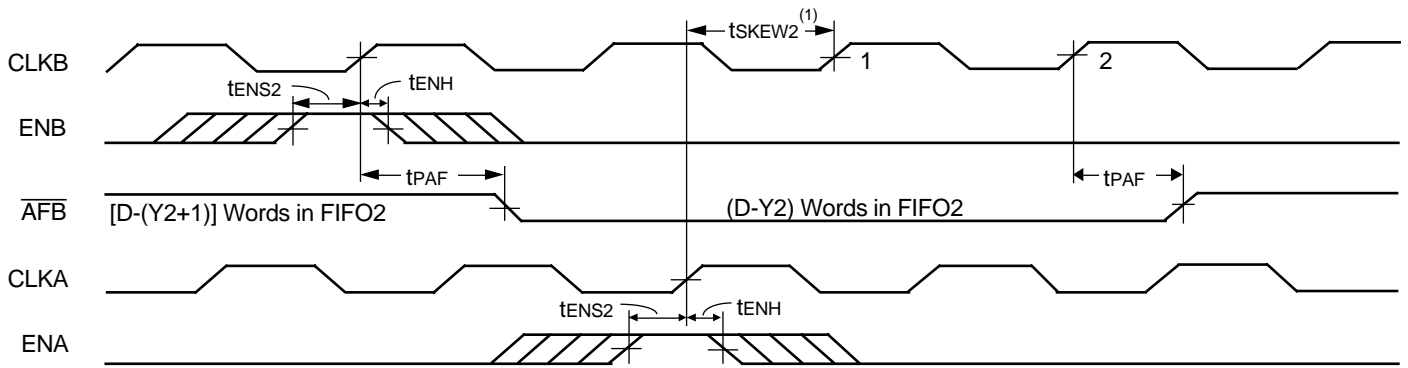 tSKEW2(1)
CLKB
1
2
tENS2
tENH
ENB
tPAF
tPAF
AFB
[D-(Y2+1)] Words in FIFO2
(D-Y2) Words in FIFO2
CLKA
tENS2
tENH
ENA